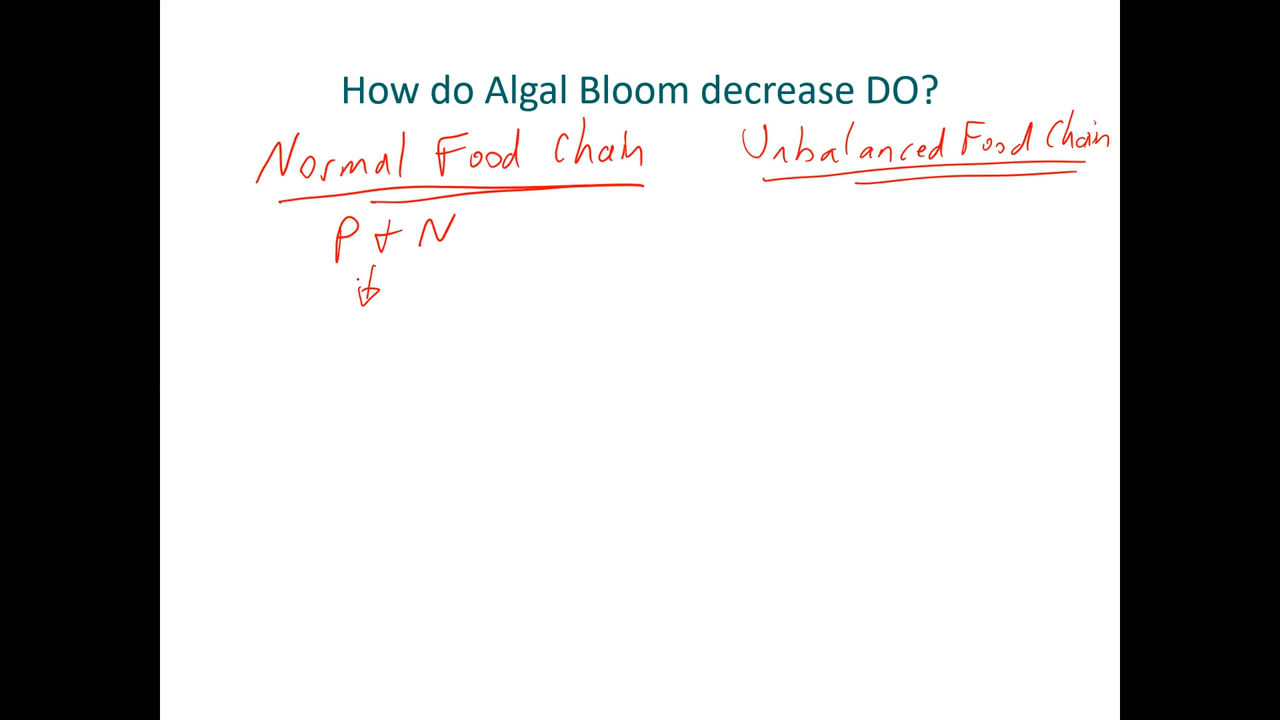 How do Algal Bloom decrease DO?
Normal Food Chain
Unbalanced Food Chain
P + N